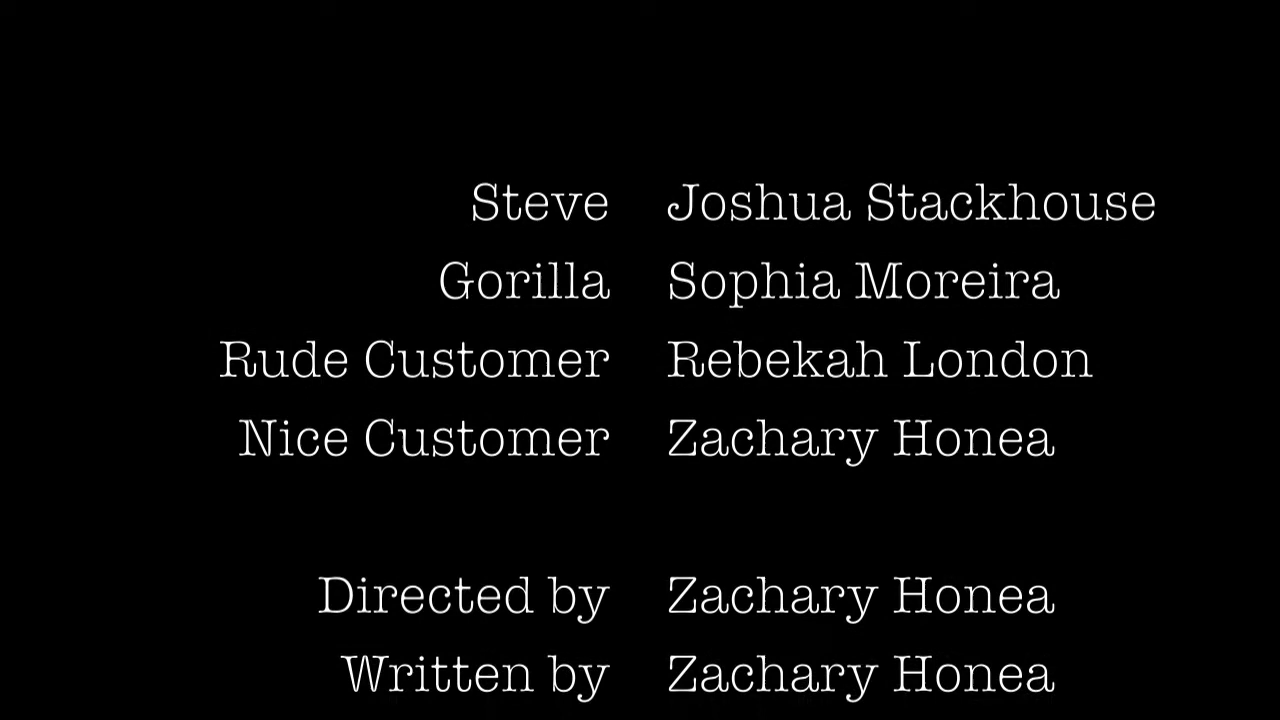 Steve Joshua Stackhouse
Gorilla Sophia Moreira
Rude Customer Rebekah London
Nice Customer Zachary Honea
Directed by Zachary Honea
Written by Zachary Honea